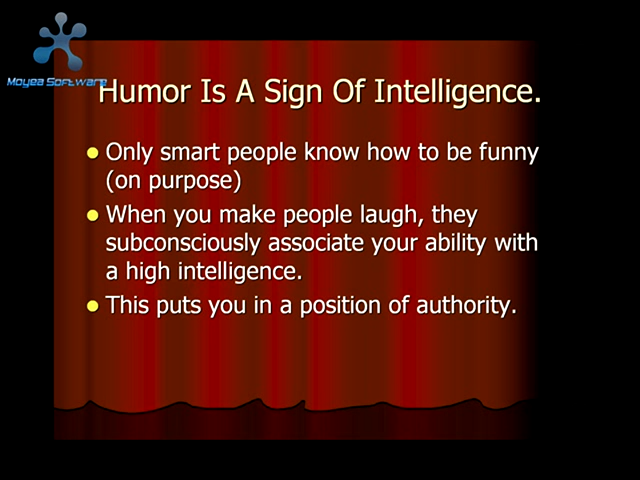 Moyea Software
Humor Is A Sign Of Intelligence.
Only smart people know how to be funny
(on purpose)
When you make people laugh, they
subconsciously associate your ability with
a high intelligence.
This puts you in a position of authority.